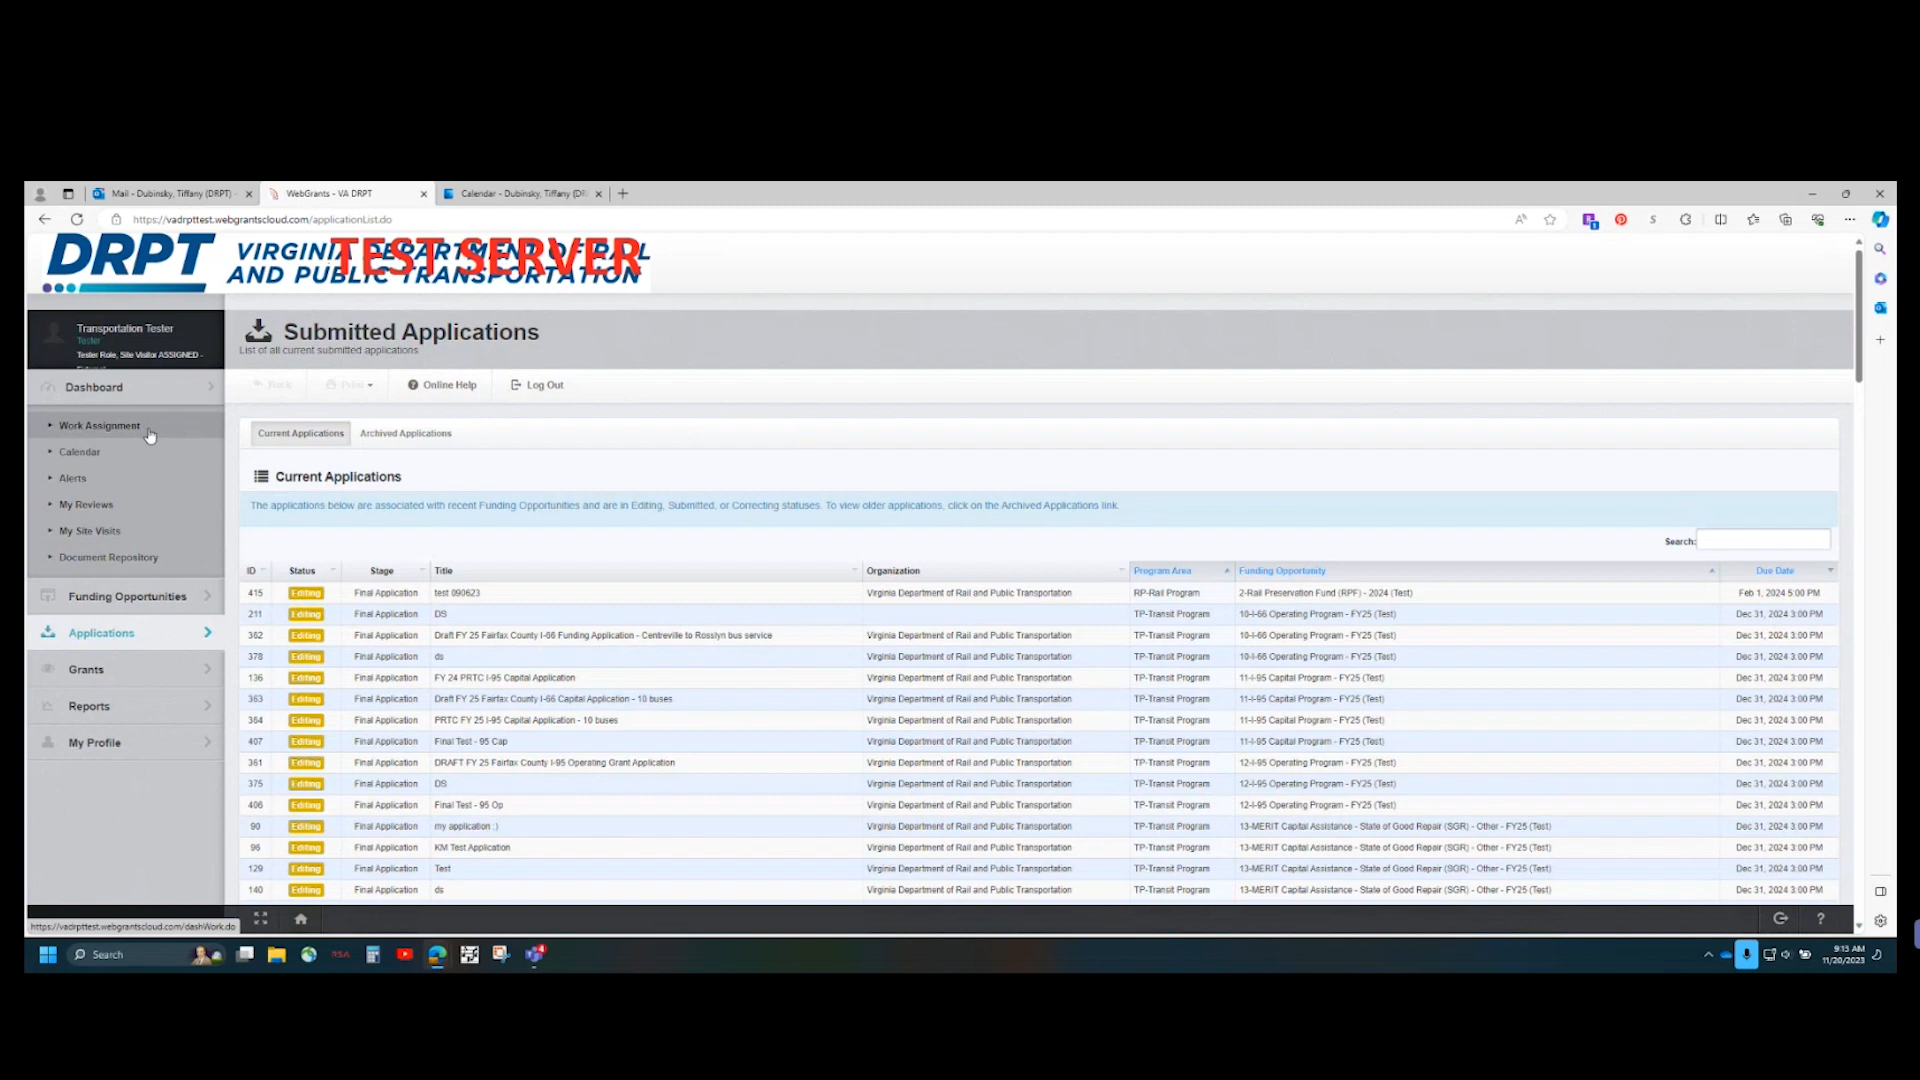 Mail - Dubinsky, Tiffany (DRPT) -
WebGrants - VA DRPT
Calendar - Dubinsky, Tiffany (DR
https://vadrpttest.webgrantscloud.com/applicationList.do
DRPT VIRGINIA DEPARTMENT OF RAIL
AND PUBLIC TRANSPORTATION
TEST SERVER
Transportation Tester
Tester
Tester Role, Site Visitor ASSIGNED -
External
Submitted Applications
List of all current submitted applications
Dashboard
Back Print Online Help Log Out
Work Assignment
Calendar
Alerts
My Reviews
My Site Visits
Document Repository
Funding Opportunities
Applications
Grants
Reports
My Profile
Current Applications Archived Applications
Current Applications
The applications below are associated with recent Funding Opportunities and are in Editing, Submitted, or Correcting statuses. To view older applications, click on the Archived Applications link.
Search:
ID Status Stage Title Organization Program Area Funding Opportunity Due Date
415 Editing Final Application test 090623 Virginia Department of Rail and Public Transportation RP-Rail Program 2-Rail Preservation Fund (RPF) - 2024 (Test) Feb 1, 2024 5:00 PM
211 Editing Final Application DS TP-Transit Program 10-I-66 Operating Program - FY25 (Test) Dec 31, 2024 3:00 PM
362 Editing Final Application Draft FY 25 Fairfax County I-66 Funding Application - Centreville to Rosslyn bus service Virginia Department of Rail and Public Transportation TP-Transit Program 10-I-66 Operating Program - FY25 (Test) Dec 31, 2024 3:00 PM
378 Editing Final Application ds Virginia Department of Rail and Public Transportation TP-Transit Program 10-I-66 Operating Program - FY25 (Test) Dec 31, 2024 3:00 PM
136 Editing Final Application FY 24 PRTC I-95 Capital Application Virginia Department of Rail and Public Transportation TP-Transit Program 11-I-95 Capital Program - FY25 (Test) Dec 31, 2024 3:00 PM
363 Editing Final Application Draft FY 25 Fairfax County I-66 Capital Application - 10 buses Virginia Department of Rail and Public Transportation TP-Transit Program 11-I-95 Capital Program - FY25 (Test) Dec 31, 2024 3:00 PM
364 Editing Final Application PRTC FY 25 I-95 Capital Application - 10 buses Virginia Department of Rail and Public Transportation TP-Transit Program 11-I-95 Capital Program - FY25 (Test) Dec 31, 2024 3:00 PM
407 Editing Final Application Final Test - 95 Cap Virginia Department of Rail and Public Transportation TP-Transit Program 11-I-95 Capital Program - FY25 (Test) Dec 31, 2024 3:00 PM
361 Editing Final Application DRAFT FY 25 Fairfax County I-95 Operating Grant Application Virginia Department of Rail and Public Transportation TP-Transit Program 12-I-95 Operating Program - FY25 (Test) Dec 31, 2024 3:00 PM
375 Editing Final Application DS Virginia Department of Rail and Public Transportation TP-Transit Program 12-I-95 Operating Program - FY25 (Test) Dec 31, 2024 3:00 PM
406 Editing Final Application Final Test - 95 Op Virginia Department of Rail and Public Transportation TP-Transit Program 12-I-95 Operating Program - FY25 (Test) Dec 31, 2024 3:00 PM
90 Editing Final Application my application :) Virginia Department of Rail and Public Transportation TP-Transit Program 13-MERIT Capital Assistance - State of Good Repair (SGR) - Other - FY25 (Test) Dec 31, 2024 3:00 PM
96 Editing Final Application KM Test Application Virginia Department of Rail and Public Transportation TP-Transit Program 13-MERIT Capital Assistance - State of Good Repair (SGR) - Other - FY25 (Test) Dec 31, 2024 3:00 PM
129 Editing Final Application Test Virginia Department of Rail and Public Transportation TP-Transit Program 13-MERIT Capital Assistance - State of Good Repair (SGR) - Other - FY25 (Test) Dec 31, 2024 3:00 PM
140 Editing Final Application ds Virginia Department of Rail and Public Transportation TP-Transit Program 13-MERIT Capital Assistance - State of Good Repair (SGR) - Other - FY25 (Test) Dec 31, 2024 3:00 PM
https://vadrpttest.webgrantscloud.com/dashWork.do
Search
RSA
9:13 AM
11/20/2023